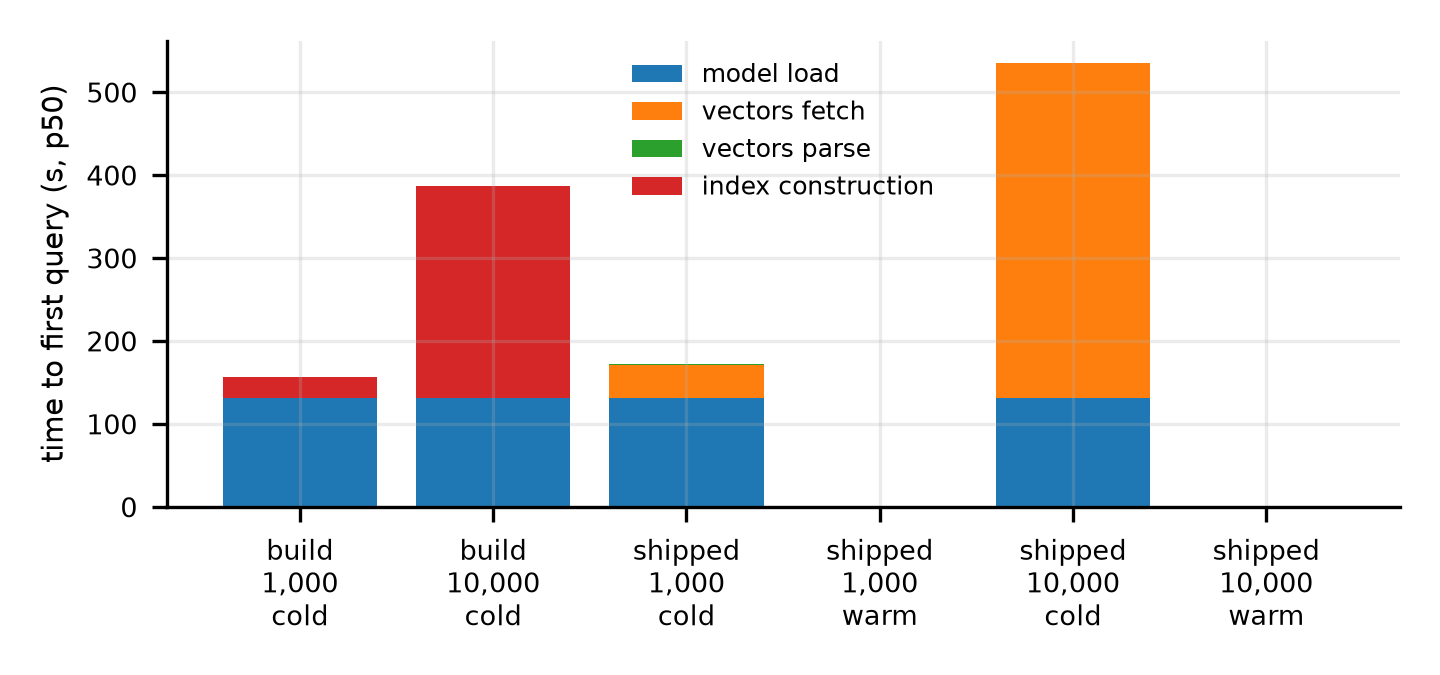 time to first query (s, p50)
500
400
300
200
100
0
model load
vectors fetch
vectors parse
index construction
build
1,000
cold
build
10,000
cold
shipped
1,000
cold
shipped
1,000
warm
shipped
10,000
cold
shipped
10,000
warm